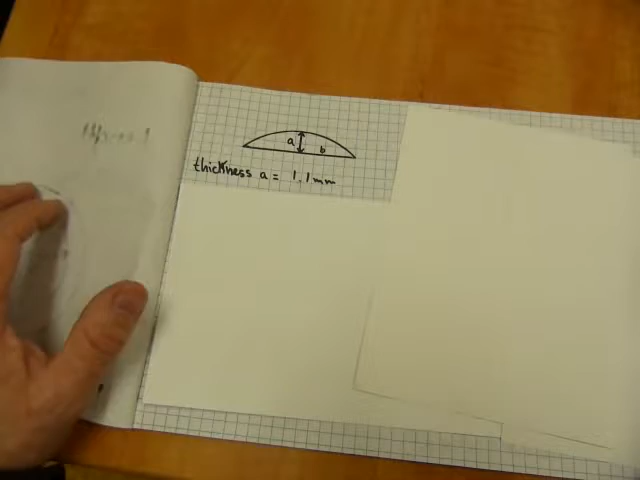 a
b
thickness a = 1.1mm